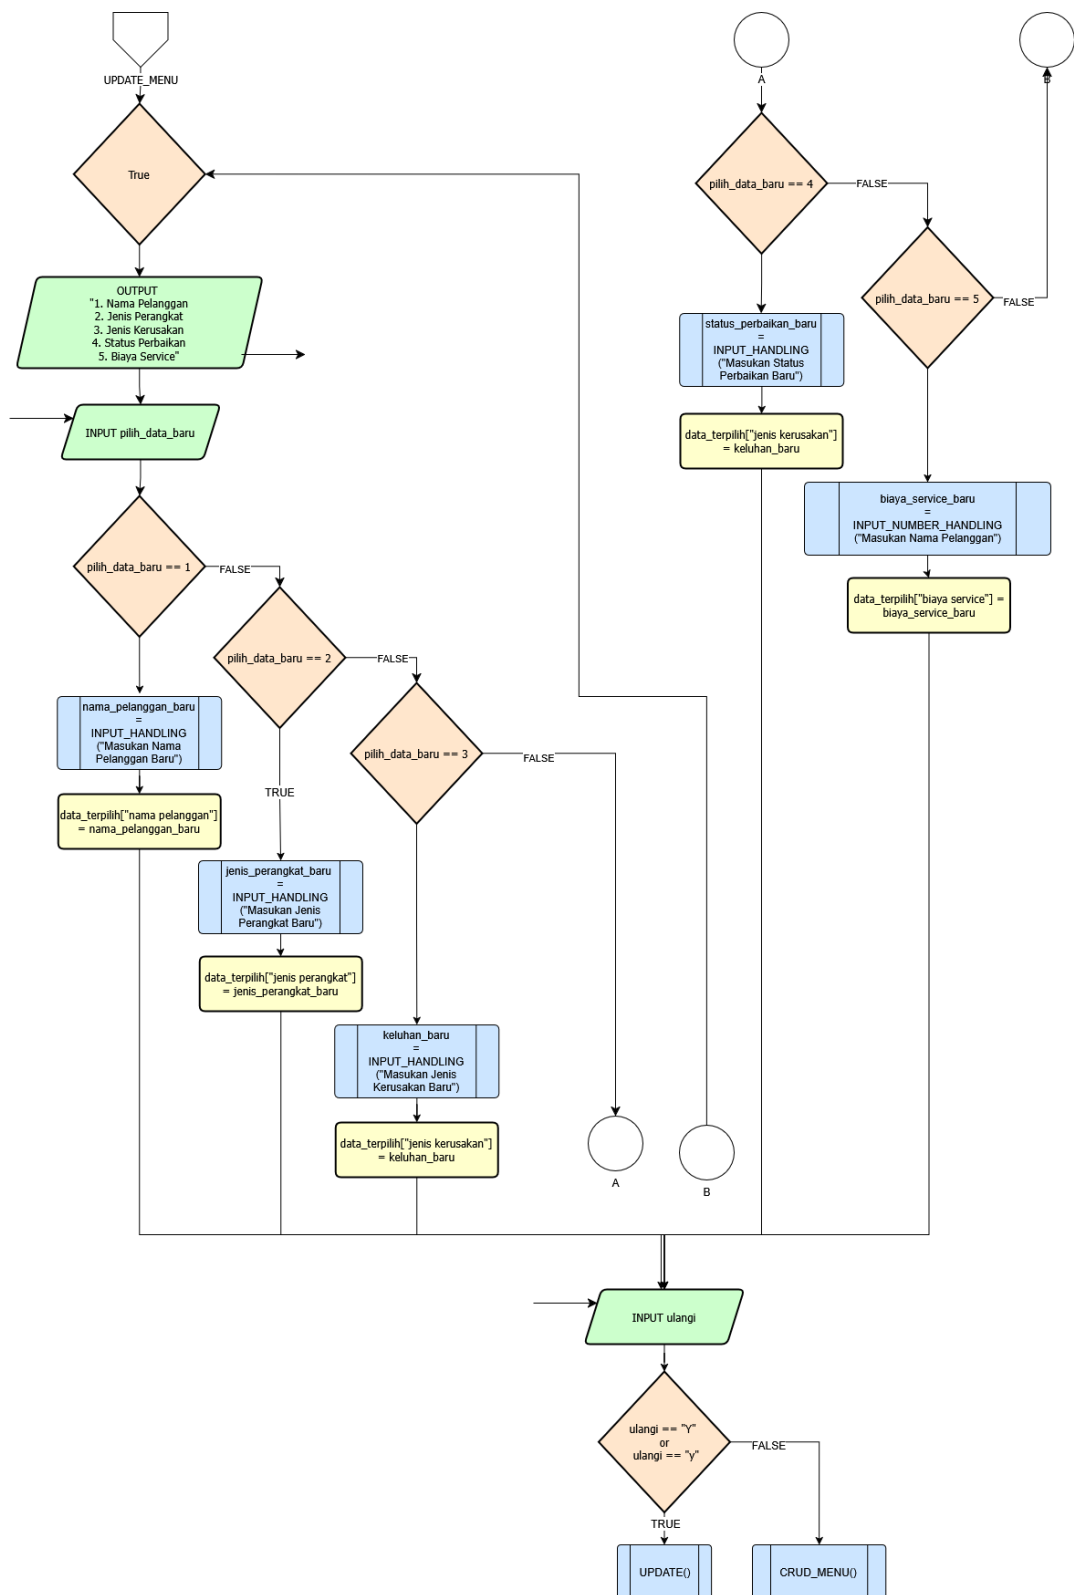 UPDATE_MENU
True
OUTPUT
"1. Nama Pelanggan
2. Jenis Perangkat
3. Jenis Kerusakan
4. Status Perbaikan
5. Biaya Service"
INPUT pilih_data_baru
pilih_data_baru == 1
FALSE
nama_pelanggan_baru
=
INPUT_HANDLING
("Masukan Nama
Pelanggan Baru")
data_terpilih["nama pelanggan"]
= nama_pelanggan_baru
pilih_data_baru == 2
FALSE
TRUE
jenis_perangkat_baru
=
INPUT_HANDLING
("Masukan Jenis
Perangkat Baru")
data_terpilih["jenis perangkat"]
= jenis_perangkat_baru
pilih_data_baru == 3
FALSE
keluhan_baru
=
INPUT_HANDLING
("Masukan Jenis
Kerusakan Baru")
data_terpilih["jenis kerusakan"]
= keluhan_baru
A
B
A
B
pilih_data_baru == 4
FALSE
status_perbaikan_baru
=
INPUT_HANDLING
("Masukan Status
Perbaikan Baru")
data_terpilih["jenis kerusakan"]
= keluhan_baru
pilih_data_baru == 5
FALSE
biaya_service_baru
=
INPUT_NUMBER_HANDLING
("Masukan Nama Pelanggan")
data_terpilih["biaya service"] =
biaya_service_baru
INPUT ulangi
ulangi == "Y"
or
ulangi == "y"
FALSE
TRUE
UPDATE()
CRUD_MENU()